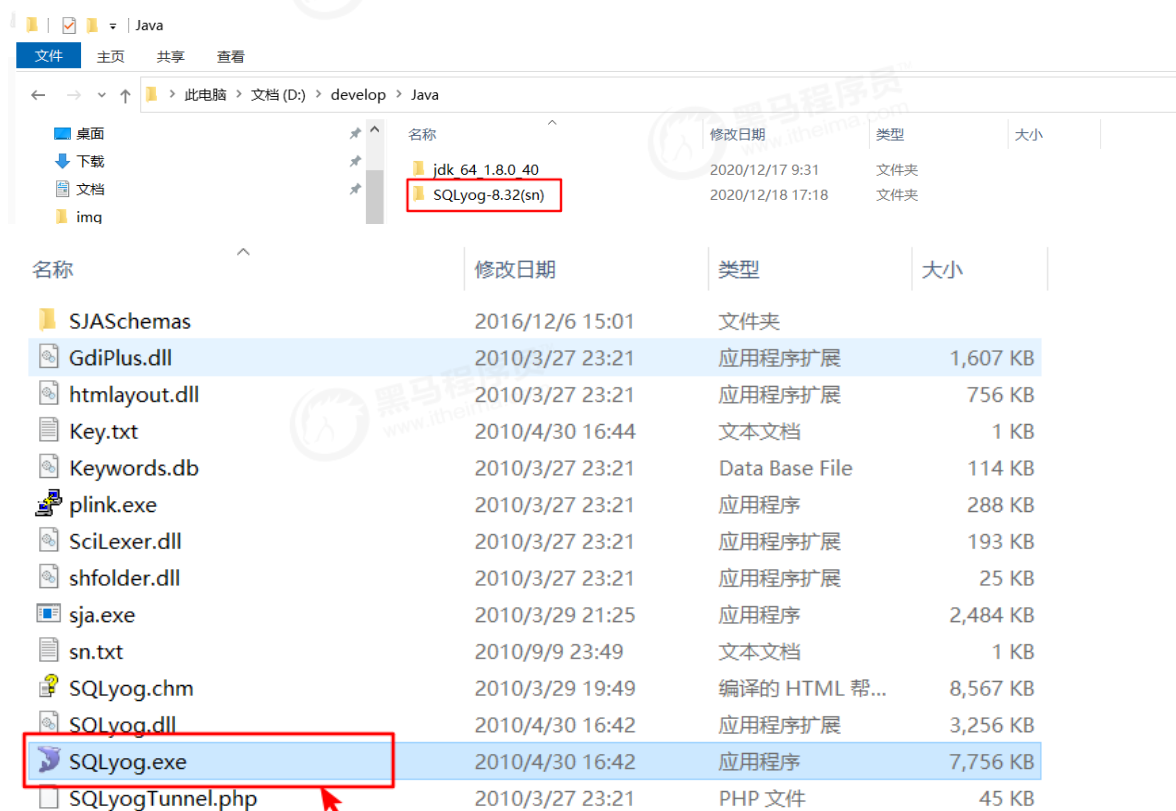 Java
文件 主页 共享 查看
此电脑 > 文档 (D:) > develop > Java
桌面
下载
文档
img
名称 修改日期 类型 大小
jdk_64_1.8.0_40 2020/12/17 9:31 文件夹
SQLyog-8.32(sn) 2020/12/18 17:18 文件夹
黑马程序员
www.itheima.com
名称 修改日期 类型 大小
SJASchemas 2016/12/6 15:01 文件夹
GdiPlus.dll 2010/3/27 23:21 应用程序扩展 1,607 KB
htmlayout.dll 2010/3/27 23:21 应用程序扩展 756 KB
Key.txt 2010/4/30 16:44 文本文档 1 KB
Keywords.db 2010/3/27 23:21 Data Base File 114 KB
plink.exe 2010/3/27 23:21 应用程序 288 KB
SciLexer.dll 2010/3/27 23:21 应用程序扩展 193 KB
shfolder.dll 2010/3/27 23:21 应用程序扩展 25 KB
sja.exe 2010/3/29 21:25 应用程序 2,484 KB
sn.txt 2010/9/9 23:49 文本文档 1 KB
SQLyog.chm 2010/3/29 19:49 编译的 HTML 帮... 8,567 KB
SQLyog.dll 2010/4/30 16:42 应用程序扩展 3,256 KB
SQLyog.exe 2010/4/30 16:42 应用程序 7,756 KB
SQLyogTunnel.php 2010/3/27 23:21 PHP 文件 45 KB
黑马程序员